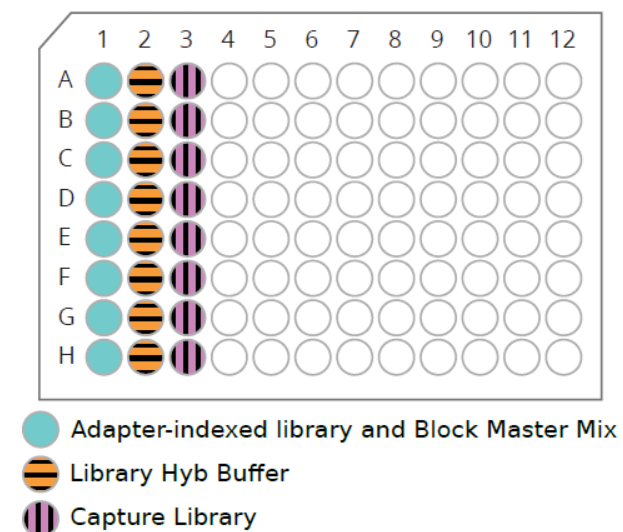 1 2 3 4 5 6 7 8 9 10 11 12
A
B
C
D
E
F
G
H
Adapter-indexed library and Block Master Mix
Library Hyb Buffer
Capture Library